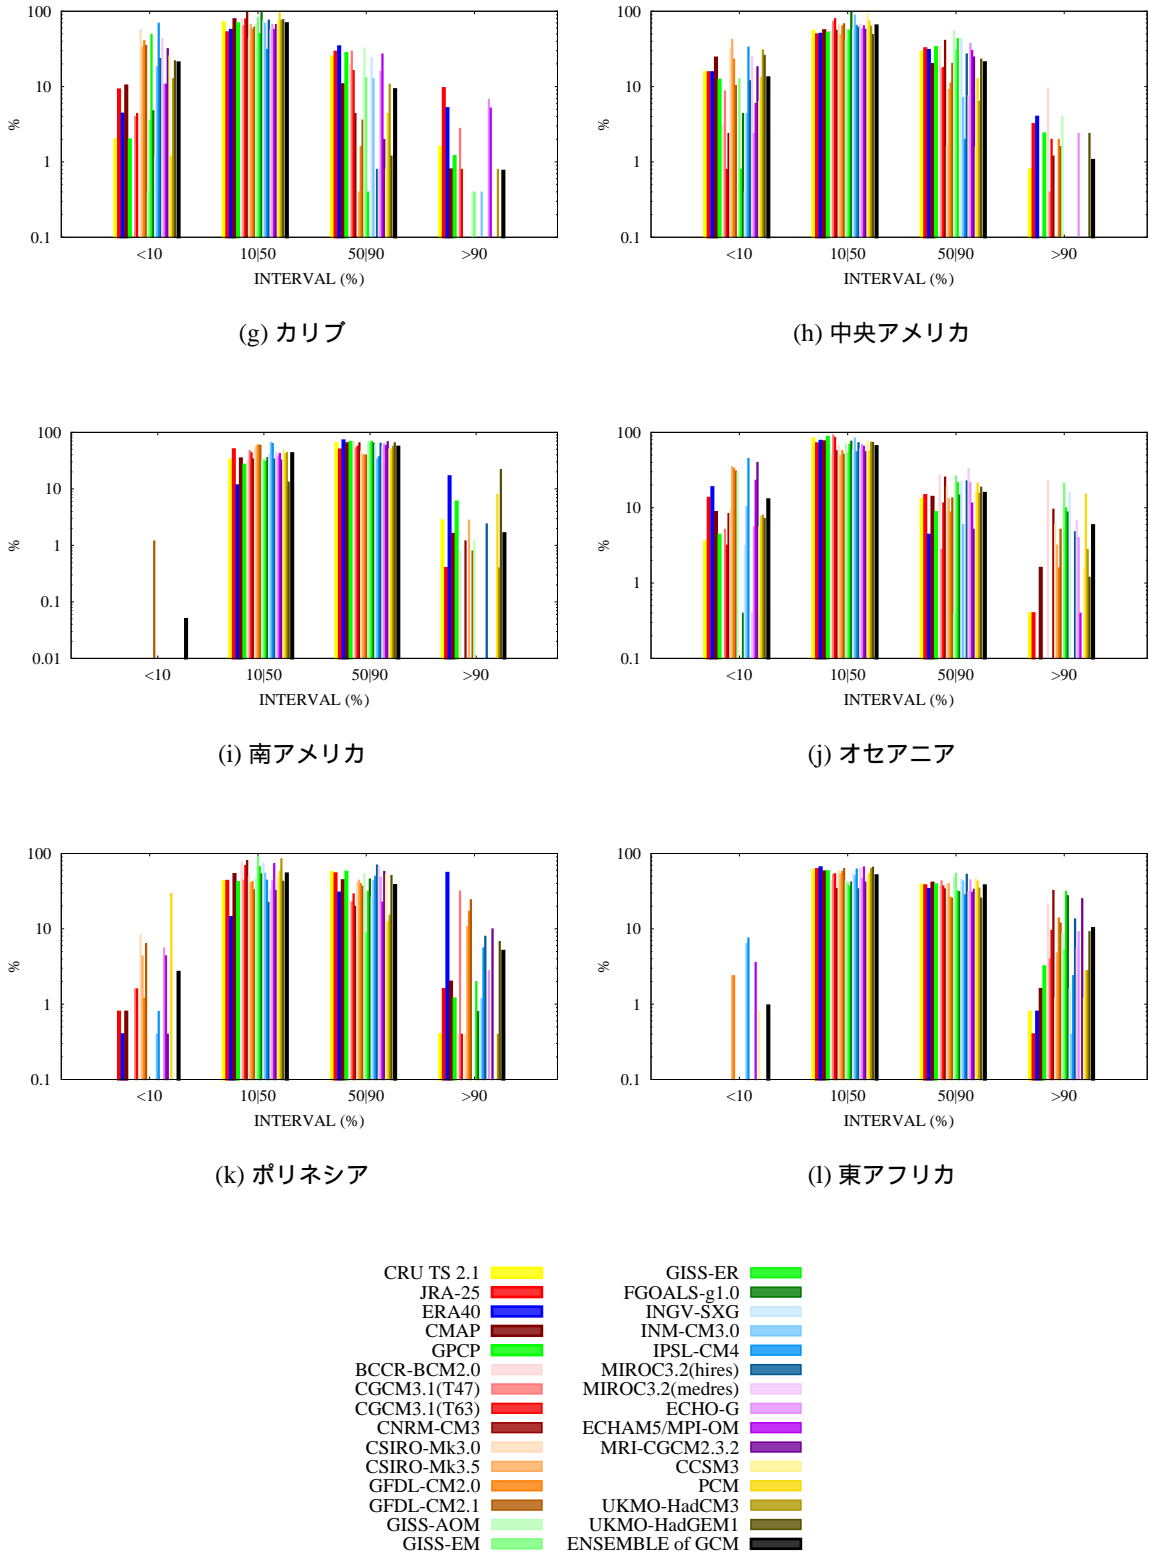 100
10
1
0.1
%
<10
10|50
50|90
>90
INTERVAL (%)
(g) カリブ
100
10
1
0.1
%
<10
10|50
50|90
>90
INTERVAL (%)
(h) 中央アメリカ
100
10
1
0.1
0.01
%
<10
10|50
50|90
>90
INTERVAL (%)
(i) 南アメリカ
100
10
1
0.1
%
<10
10|50
50|90
>90
INTERVAL (%)
(j) オセアニア
100
10
1
0.1
%
<10
10|50
50|90
>90
INTERVAL (%)
(k) ポリネシア
100
10
1
0.1
%
<10
10|50
50|90
>90
INTERVAL (%)
(l) 東アフリカ
CRU TS 2.1
JRA-25
ERA40
CMAP
GPCP
BCCR-BCM2.0
CGCM3.1(T47)
CGCM3.1(T63)
CNRM-CM3
CSIRO-Mk3.0
CSIRO-Mk3.5
GFDL-CM2.0
GFDL-CM2.1
GISS-AOM
GISS-EM
GISS-ER
FGOALS-g1.0
INGV-SXG
INM-CM3.0
IPSL-CM4
MIROC3.2(hires)
MIROC3.2(medres)
ECHO-G
ECHAM5/MPI-OM
MRI-CGCM2.3.2
CCSM3
PCM
UKMO-HadCM3
UKMO-HadGEM1
ENSEMBLE of GCM